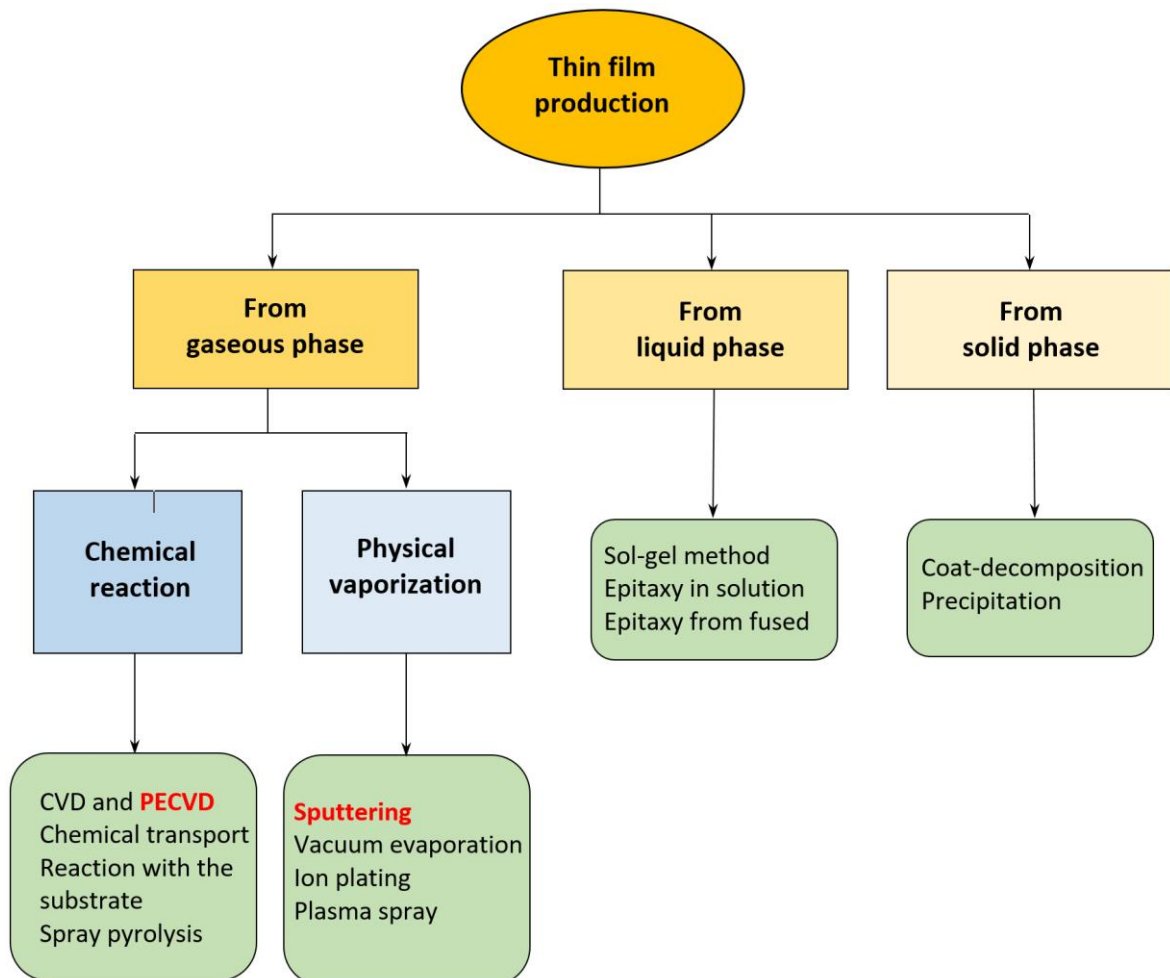 Thin film
production
From
gaseous phase
From
liquid phase
From
solid phase
Chemical
reaction
Physical
vaporization
Sol-gel method
Epitaxy in solution
Epitaxy from fused
Coat-decomposition
Precipitation
CVD and PECVD
Chemical transport
Reaction with the
substrate
Spray pyrolysis
Sputtering
Vacuum evaporation
Ion plating
Plasma spray